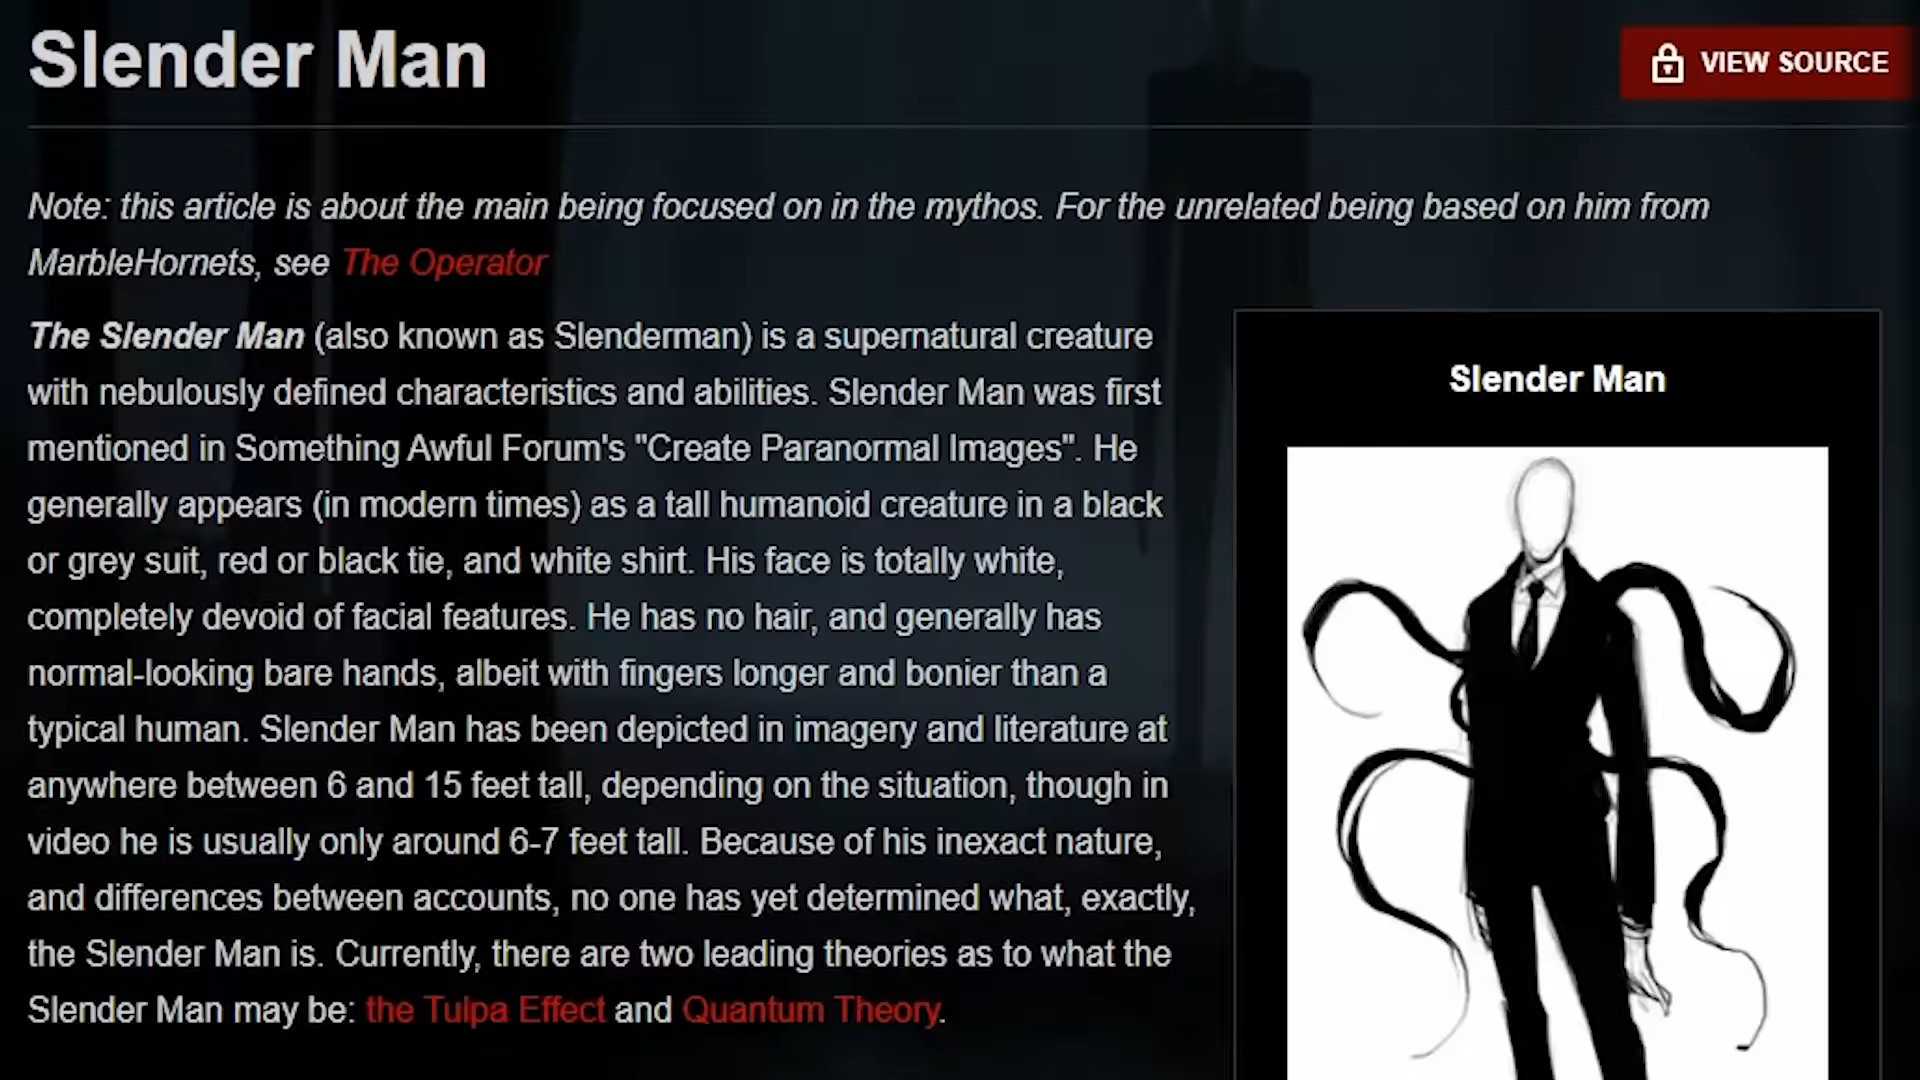 Slender Man
VIEW SOURCE
Note: this article is about the main being focused on in the mythos. For the unrelated being based on him from
MarbleHornets, see The Operator
The Slender Man (also known as Slenderman) is a supernatural creature
with nebulously defined characteristics and abilities. Slender Man was first
mentioned in Something Awful Forum's "Create Paranormal Images". He
generally appears (in modern times) as a tall humanoid creature in a black
or grey suit, red or black tie, and white shirt. His face is totally white,
completely devoid of facial features. He has no hair, and generally has
normal-looking bare hands, albeit with fingers longer and bonier than a
typical human. Slender Man has been depicted in imagery and literature at
anywhere between 6 and 15 feet tall, depending on the situation, though in
video he is usually only around 6-7 feet tall. Because of his inexact nature,
and differences between accounts, no one has yet determined what, exactly,
the Slender Man is. Currently, there are two leading theories as to what the
Slender Man may be: the Tulpa Effect and Quantum Theory.
Slender Man